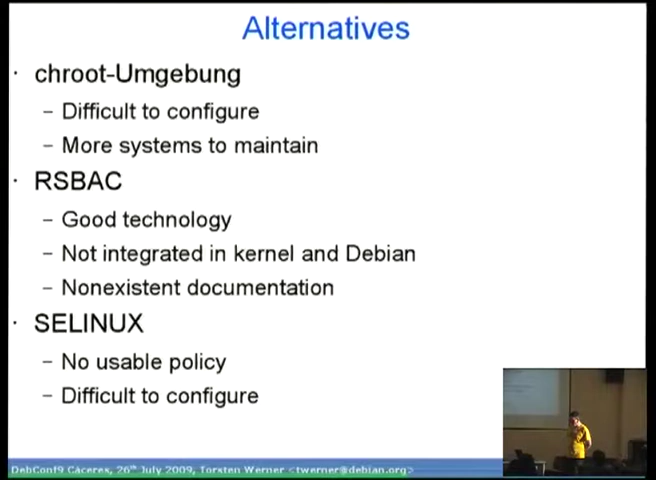 Alternatives
· chroot-Umgebung
– Difficult to configure
– More systems to maintain
· RSBAC
– Good technology
– Not integrated in kernel and Debian
– Nonexistent documentation
· SELINUX
– No usable policy
– Difficult to configure
DebConf9 Cáceres, 26th July 2009, Torsten Werner <twerner@debian.org>